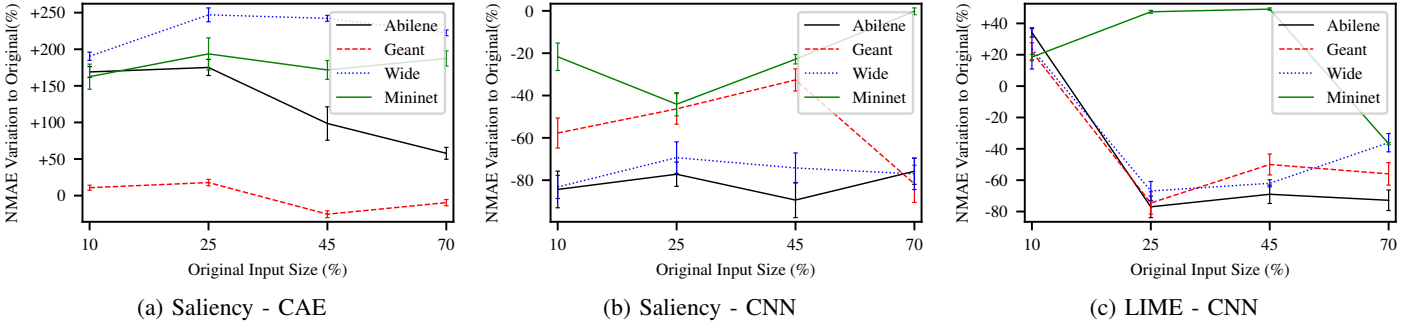 NMAE Variation to Original(%)
+250
+200
+150
+100
+50
0
Abilene
Geant
Wide
Mininet
10 25 45 70
Original Input Size (%)
(a) Saliency - CAE
NMAE Variation to Original(%)
0
-20
-40
-60
-80
Abilene
Geant
Wide
Mininet
10 25 45 70
Original Input Size (%)
(b) Saliency - CNN
NMAE Variation to Original(%)
+40
+20
0
-20
-40
-60
-80
Abilene
Geant
Wide
Mininet
10 25 45 70
Original Input Size (%)
(c) LIME - CNN